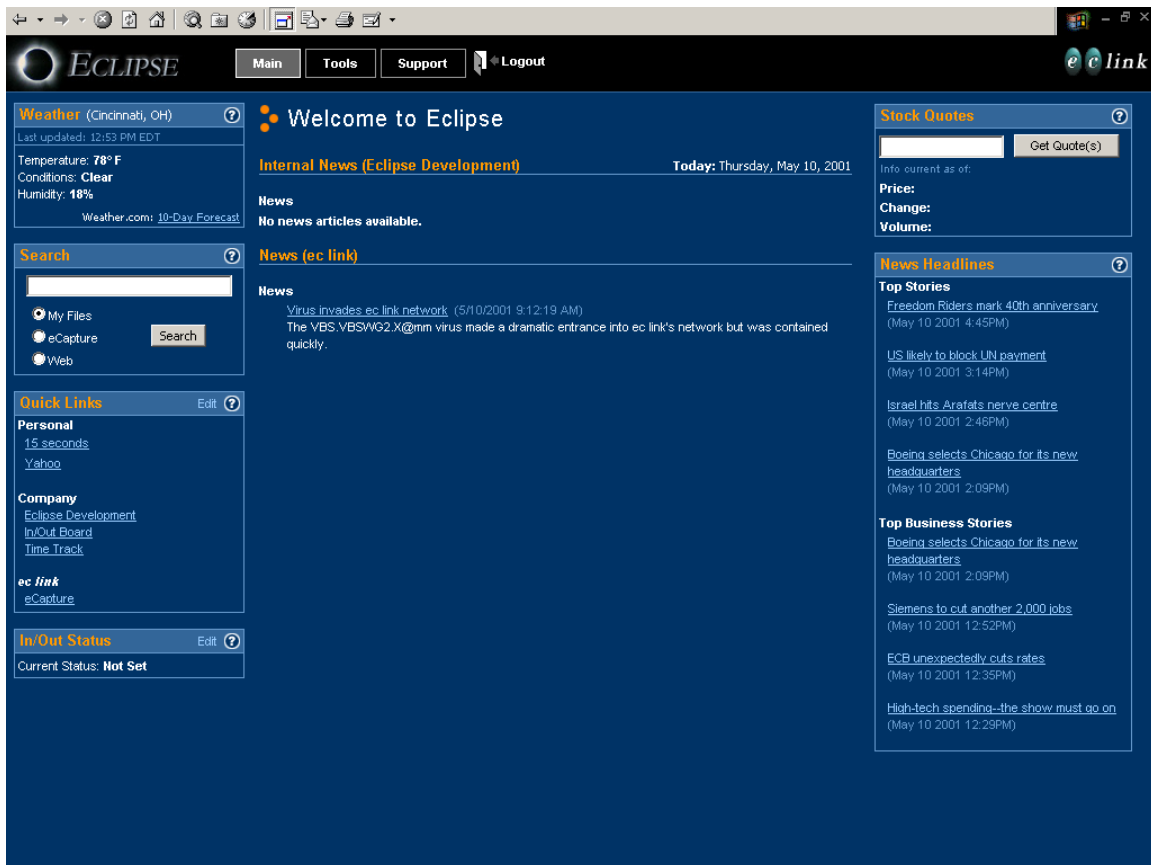 ECLIPSE
Main
Tools
Support
Logout
ec link
Weather (Cincinnati, OH)
Last updated: 12:53 PM EDT
Temperature: 78° F
Conditions: Clear
Humidity: 18%
Weather.com: 10-Day Forecast
Search
My Files
eCapture
Search
Web
Quick Links Edit ?
Personal
15 seconds
Yahoo
Company
Eclipse Development
In/Out Board
Time Track
ec link
eCapture
In/Out Status Edit ?
Current Status: Not Set
Welcome to Eclipse
Internal News (Eclipse Development) Today: Thursday, May 10, 2001
News
No news articles available.
News (ec link)
News
Virus invades ec link network (5/10/2001 9:12:19 AM)
The VBS.VBSWG2.X@mm virus made a dramatic entrance into ec link's network but was contained
quickly.
Stock Quotes ?
Get Quote(s)
Info current as of:
Price:
Change:
Volume:
News Headlines ?
Top Stories
Freedom Riders mark 40th anniversary
(May 10 2001 4:45PM)
US likely to block UN payment
(May 10 2001 3:14PM)
Israel hits Arafats nerve centre
(May 10 2001 2:46PM)
Boeing selects Chicago for its new
headquarters
(May 10 2001 2:09PM)
Top Business Stories
Boeing selects Chicago for its new
headquarters
(May 10 2001 2:09PM)
Siemens to cut another 2,000 jobs
(May 10 2001 12:52PM)
ECB unexpectedly cuts rates
(May 10 2001 12:35PM)
High-tech spending--the show must go on
(May 10 2001 12:29PM)